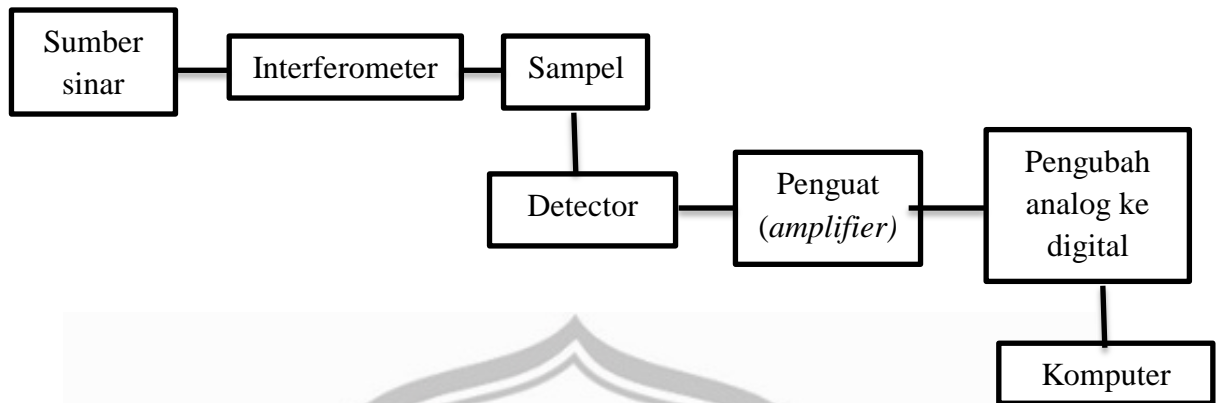 Sumber
sinar
Interferometer
Sampel
Detector
Penguat
(amplifier)
Pengubah
analog ke
digital
Komputer